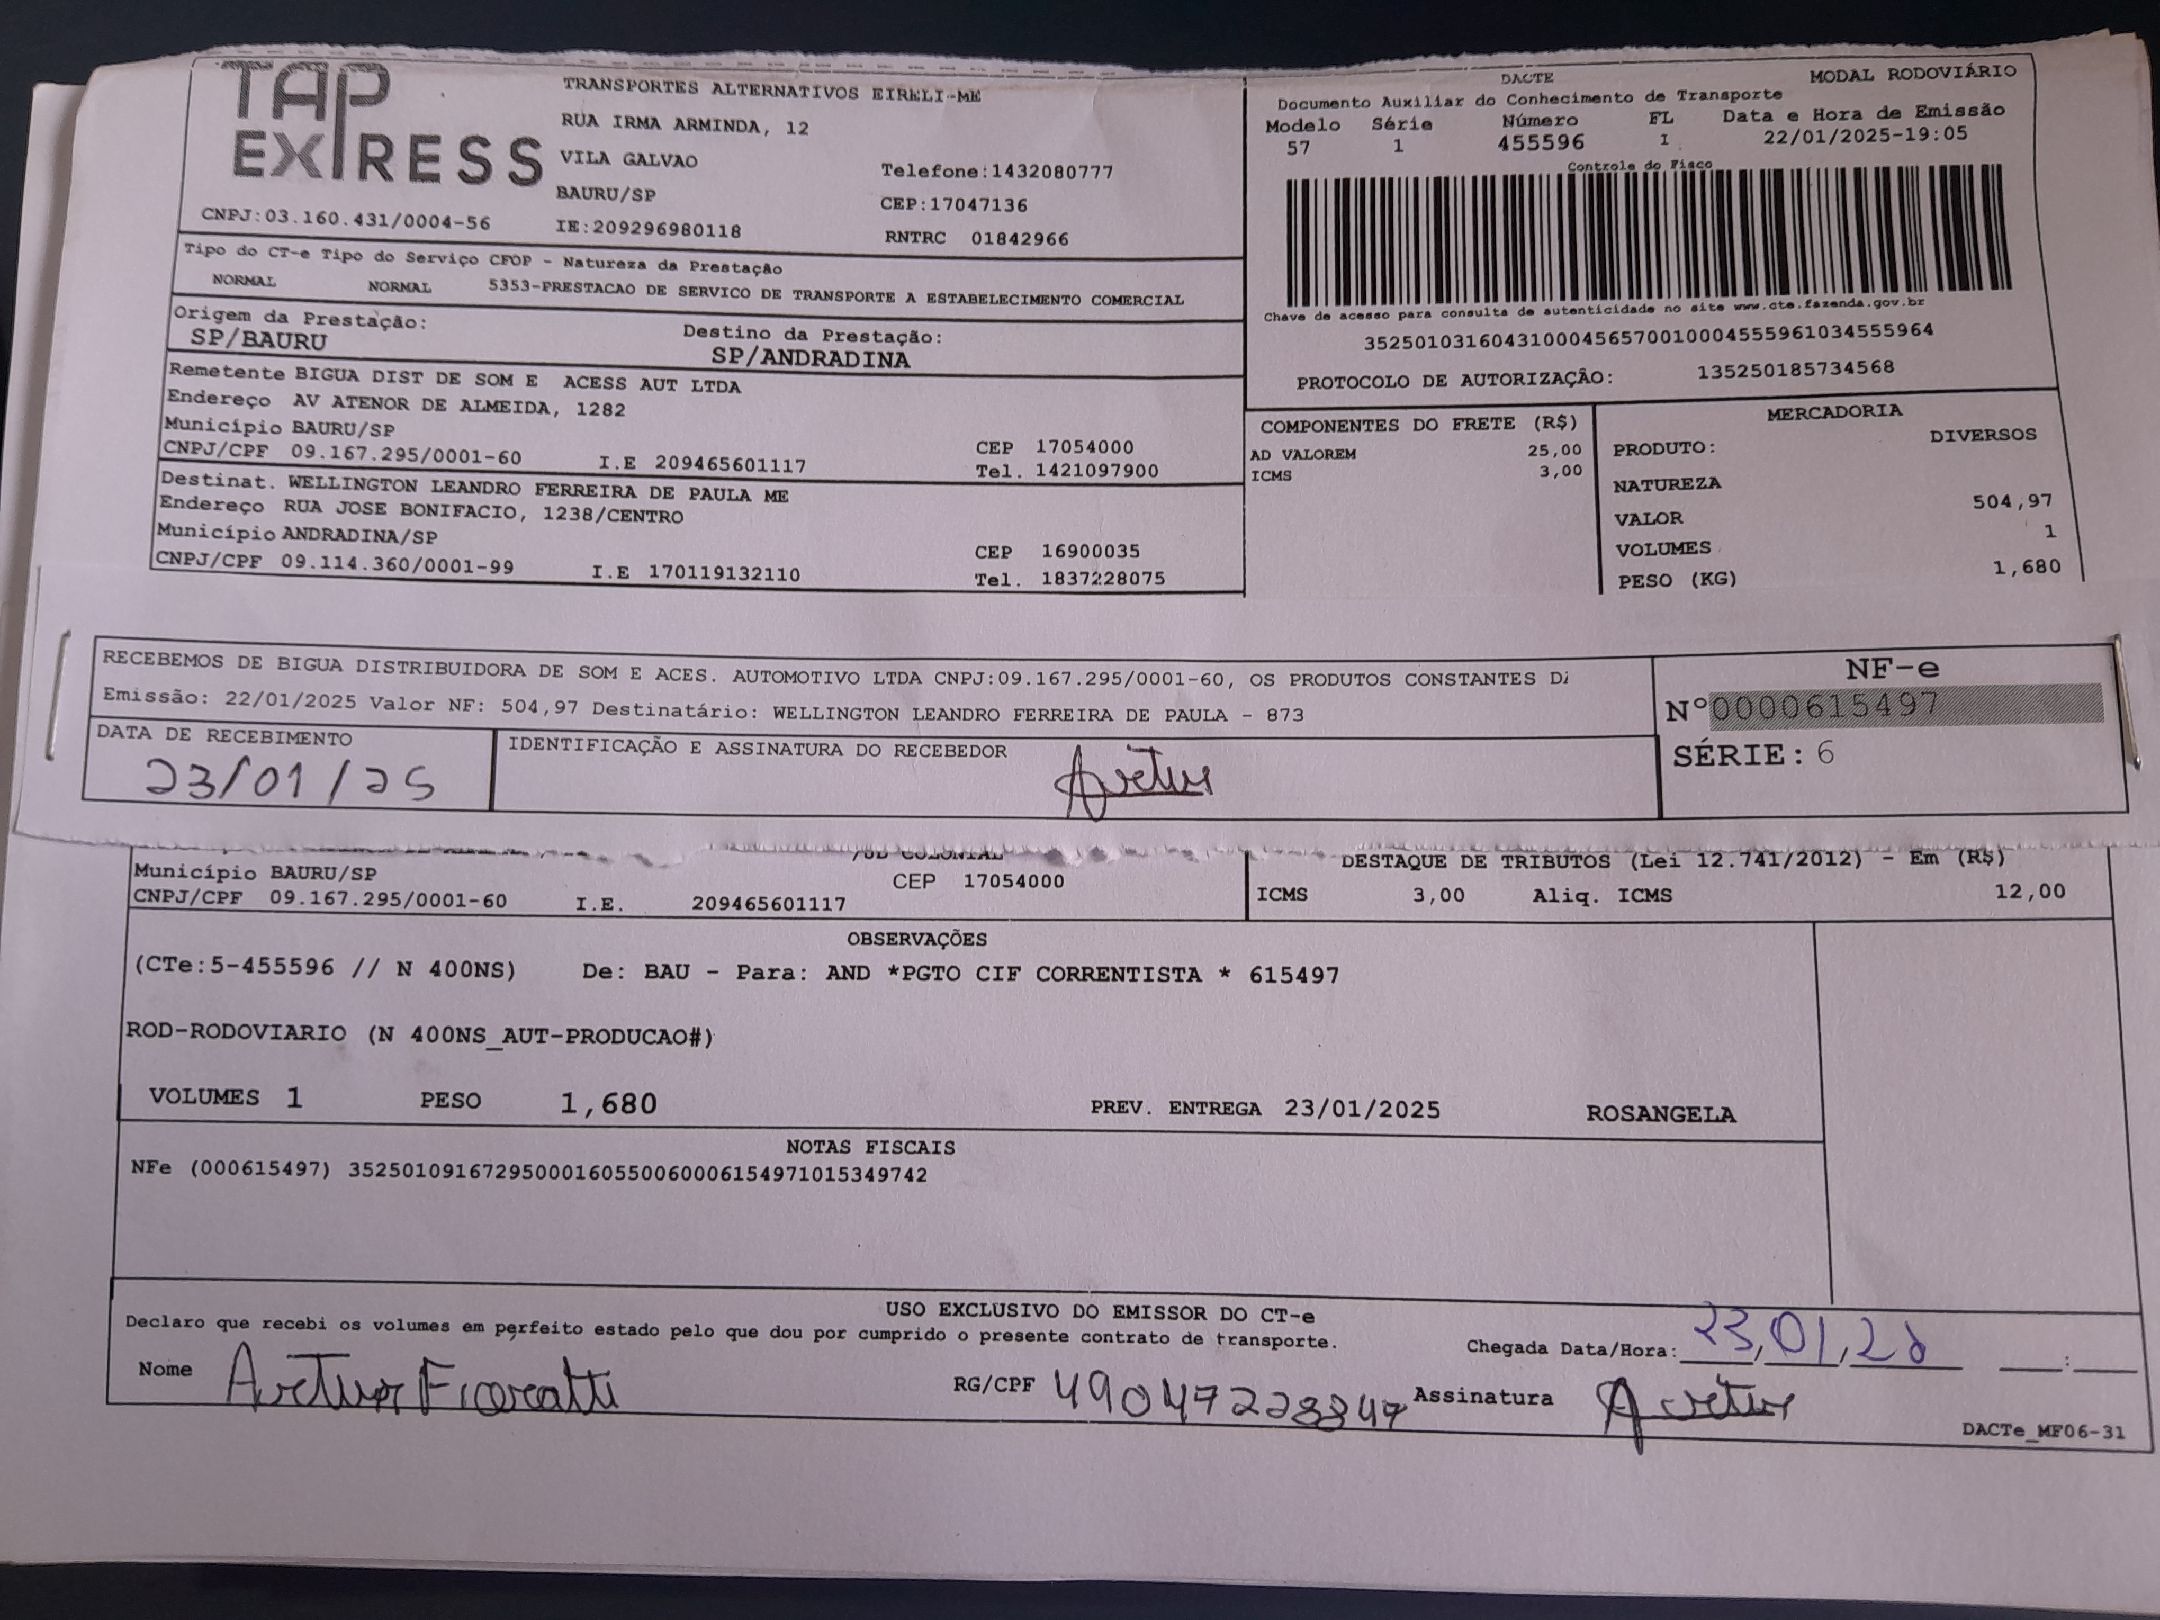 TAP EXPRESS
TRANSPORTES ALTERNATIVOS EIRELI-ME
RUA IRMA ARMINDA, 12
VILA GALVAO
Telefone:1432080777
BAURU/SP
CEP:17047136
CNPJ:03.160.431/0004-56
IE:209296980118
RNTRC 01842966
DACTE
MODAL RODOVIÁRIO
Documento Auxiliar do Conhecimento de Transporte
Modelo Série Número FL Data e Hora de Emissão
57 1 455596 1 22/01/2025-19:05
Controle do Fisco
Chave de acesso para consulta de autenticidade no site www.cte.fazenda.gov.br
35250103160431000456570010004555961034555964
PROTOCOLO DE AUTORIZAÇÃO: 135250185734568
Tipo do CT-e Tipo do Serviço CFOP - Natureza da Prestação
NORMAL NORMAL 5353-PRESTACAO DE SERVICO DE TRANSPORTE A ESTABELECIMENTO COMERCIAL
Origem da Prestação: Destino da Prestação:
SP/BAURU SP/ANDRADINA
Remetente BIGUA DIST DE SOM E ACESS AUT LTDA
Endereço AV ATENOR DE ALMEIDA, 1282
Município BAURU/SP CEP 17054000
CNPJ/CPF 09.167.295/0001-60 I.E 209465601117 Tel. 1421097900
Destinat. WELLINGTON LEANDRO FERREIRA DE PAULA ME
Endereço RUA JOSE BONIFACIO, 1238/CENTRO
Município ANDRADINA/SP CEP 16900035
CNPJ/CPF 09.114.360/0001-99 I.E 170119132110 Tel. 1837228075
COMPONENTES DO FRETE (R$)
AD VALOREM 25,00
ICMS 3,00
MERCADORIA
PRODUTO: DIVERSOS
NATUREZA
VALOR 504,97
VOLUMES 1
PESO (KG) 1,680
RECEBEMOS DE BIGUA DISTRIBUIDORA DE SOM E ACES. AUTOMOTIVO LTDA CNPJ:09.167.295/0001-60, OS PRODUTOS CONSTANTES
Emissão: 22/01/2025 Valor NF: 504,97 Destinatário: WELLINGTON LEANDRO FERREIRA DE PAULA - 873
DATA DE RECEBIMENTO
23/01/25
IDENTIFICAÇÃO E ASSINATURA DO RECEBEDOR
Artur
NF-e
N°0000615497
SÉRIE: 6
Município BAURU/SP CEP 17054000
CNPJ/CPF 09.167.295/0001-60 I.E. 209465601117
DESTAQUE DE TRIBUTOS (Lei 12.741/2012) - Em (R$)
ICMS 3,00 Aliq. ICMS 12,00
OBSERVAÇÕES
(CTe:5-455596 // N 400NS) De: BAU - Para: AND *PGTO CIF CORRENTISTA * 615497
ROD-RODOVIARIO (N 400NS_AUT-PRODUCAO#)
VOLUMES 1 PESO 1,680 PREV. ENTREGA 23/01/2025 ROSANGELA
NOTAS FISCAIS
NFe (000615497) 35250109167295000160550060006154971015349742
USO EXCLUSIVO DO EMISSOR DO CT-e
Declaro que recebi os volumes em perfeito estado pelo que dou por cumprido o presente contrato de transporte.
Chegada Data/Hora: 23,01,
Nome Artur RG/CPF Assinatura Artur
DACTe_MF06-31